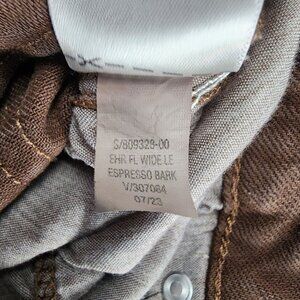 S/809328-00
SHR FL WIDE LE
ESPRESSO BARK
V/307064
07/23